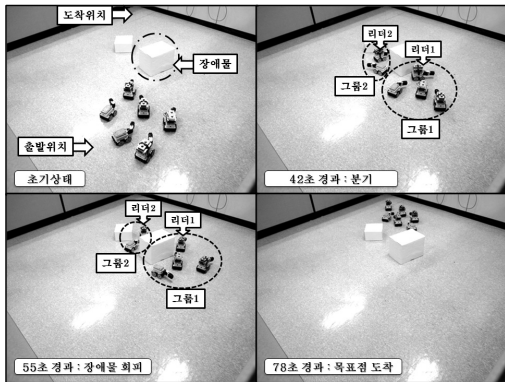 도착위치
장애물
출발위치
초기상태
리더2
리더1
그룹2
그룹1
42초 경과 : 분기
리더2
리더1
그룹2
그룹1
55초 경과 : 장애물 회피
78초 경과 : 목표점 도착